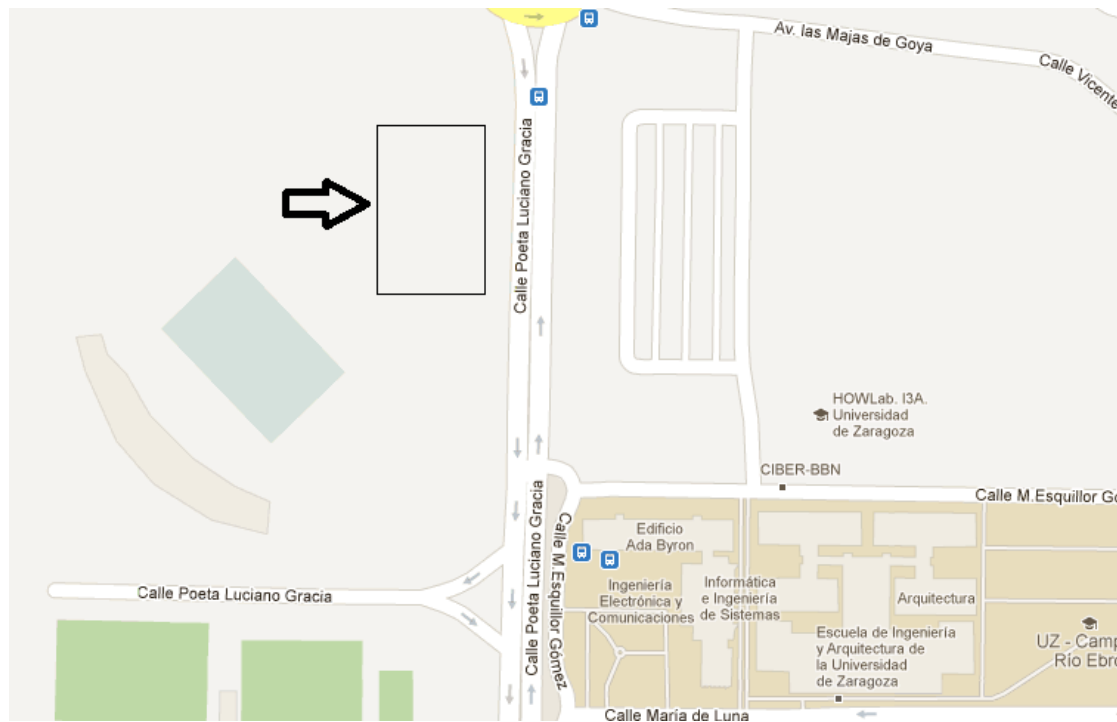 Av. las Majas de Goya
Calle Vicente
Calle Poeta Luciano Gracia
HOWLab. I3A.
Universidad
de Zaragoza
CIBER-BBN
Calle M.Esquillor Gó
Calle Poeta Luciano Gracia
Calle M.Esquillor Gómez
Edificio
Ada Byron
Ingeniería
Electrónica y
Comunicaciones
Informática
e Ingeniería
de Sistemas
Arquitectura
Calle Poeta Luciano Gracia
Escuela de Ingeniería
y Arquitectura de
la Universidad
de Zaragoza
UZ - Camp
Río Ebro
Calle María de Luna